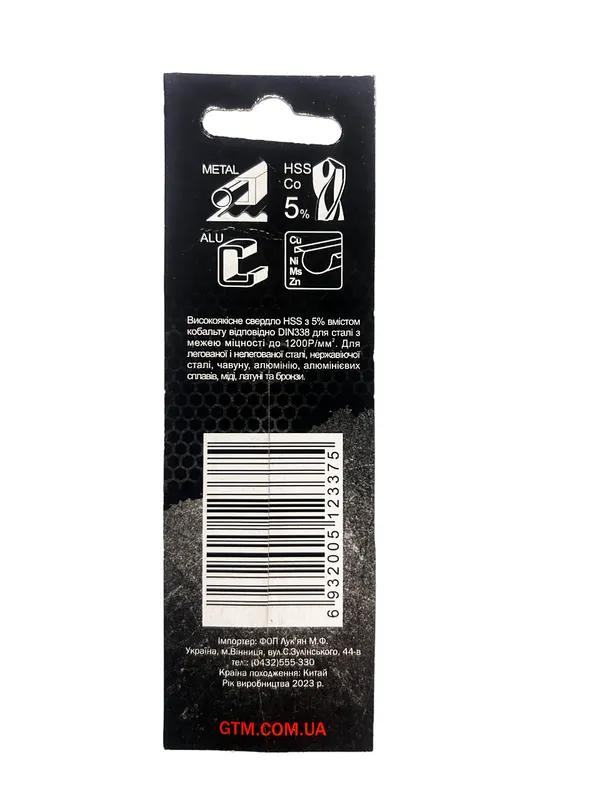 METAL
HSS
Co
5%
ALU
Cu
Ni
Ms
Zn
Високоякісне свердло HSS з 5% вмістом
кобальту відповідно DIN338 для сталі з
межею міцності до 1200Р/мм². Для
легованої і нелегованої сталі, нержавіючої
сталі, чавуну, алюмінію, алюмінієвих
сплавів, міді, латуні та бронзи.
6 932005 123375
Імпортер: ФОП Лук'ян М.Ф.
Україна, м.Вінниця, вул.С.Зулінського, 44-в
тел.: (0432)555-330
Країна походження: Китай
Рік виробництва 2023 р.
GTM.COM.UA